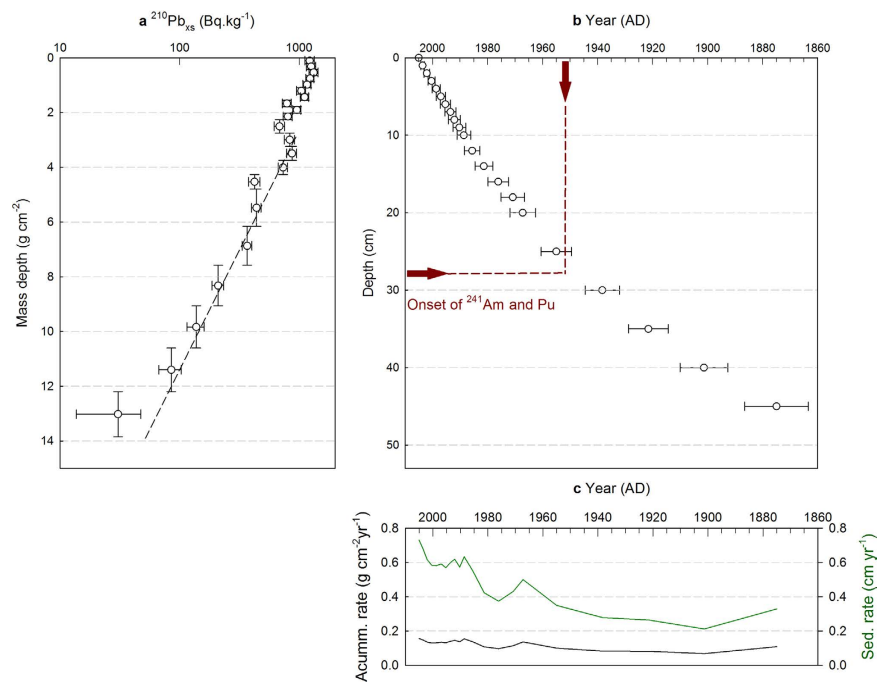 a ²¹⁰Pbₓₛ (Bq.kg⁻¹)
10 100 1000
0
2
4
6
8
10
12
14
Mass depth (g cm⁻²)
b Year (AD)
2000 1980 1960 1940 1920 1900 1880 1860
0
10
20
30
40
50
Depth (cm)
Onset of ²⁴¹Am and Pu
c Year (AD)
2000 1980 1960 1940 1920 1900 1880 1860
0.8 0.8
0.6 0.6
0.4 0.4
0.2 0.2
0.0 0.0
Acumm. rate (g cm⁻²yr⁻¹)
Sed. rate (cm yr⁻¹)